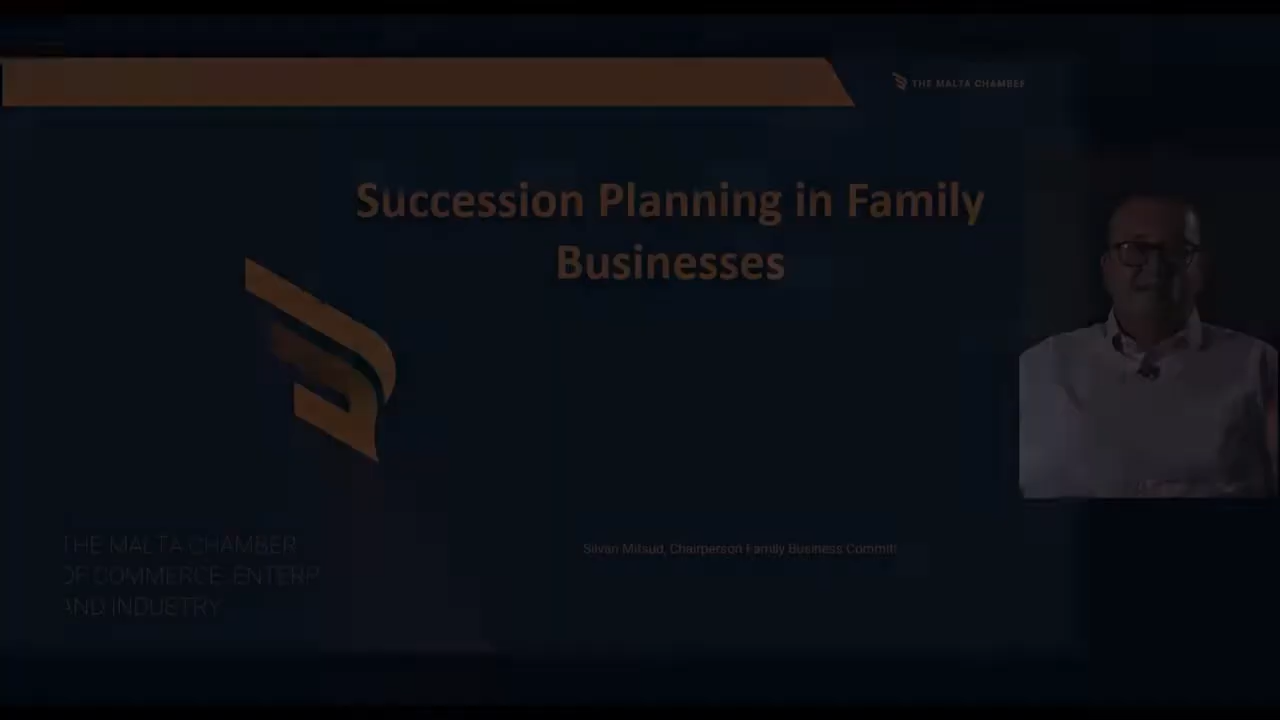 THE MALTA CHAMBER
Succession Planning in Family
Businesses
Silvan Mifsud, Chairperson Family Business Committ
THE MALTA CHAMBER
OF COMMERCE, ENTERP
AND INDUSTRY